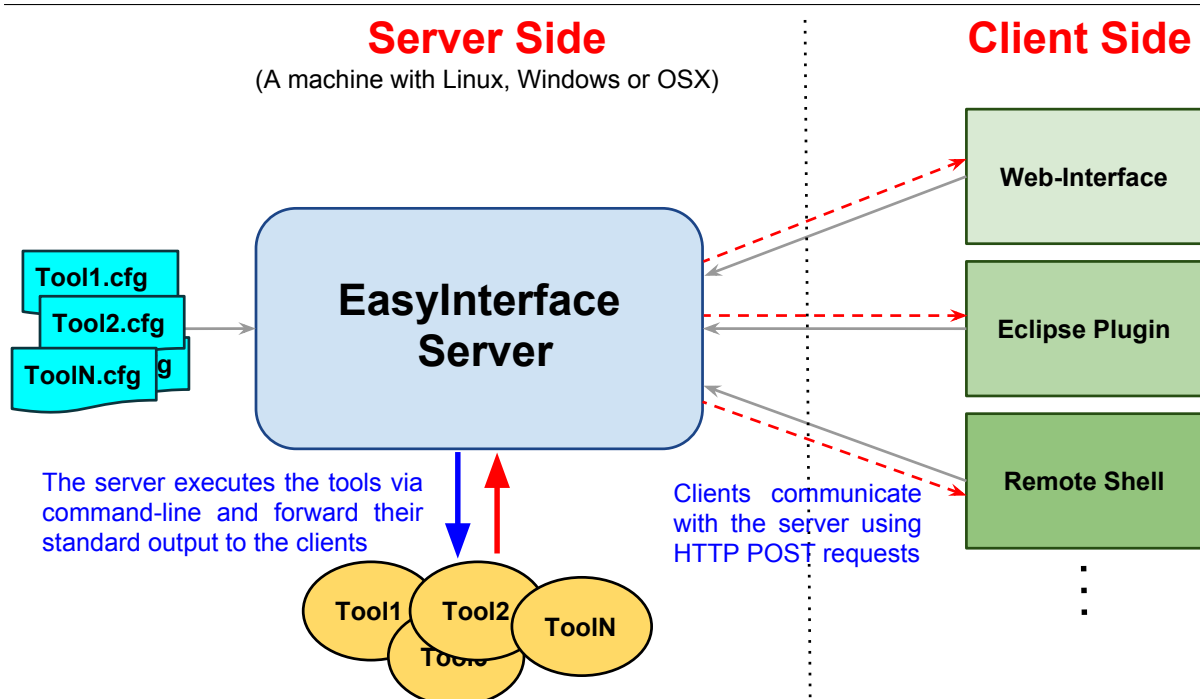 Server Side
(A machine with Linux, Windows or OSX)
Client Side
Tool1.cfg
Tool2.cfg
ToolN.cfg
EasyInterface
Server
Web-Interface
Eclipse Plugin
Remote Shell
The server executes the tools via
command-line and forward their
standard output to the clients
Clients communicate
with the server using
HTTP POST requests
Tool1
Tool2
ToolN